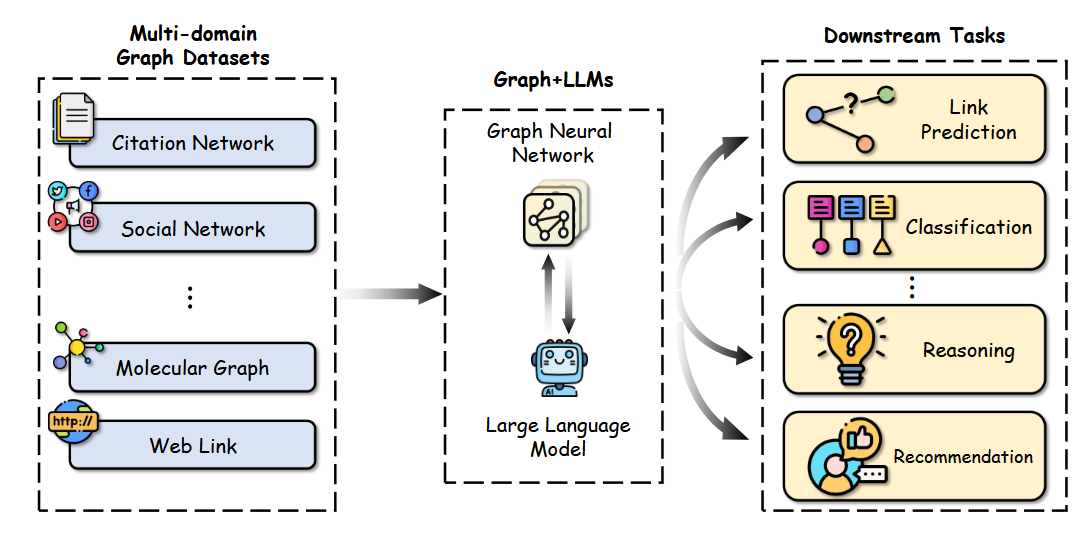 Multi-domain
Graph Datasets
Citation Network
Social Network
Molecular Graph
http://
Web Link
Graph+LLMs
Graph Neural
Network
AI
Large Language
Model
Downstream Tasks
?
Link
Prediction
Classification
?
Reasoning
Recommendation